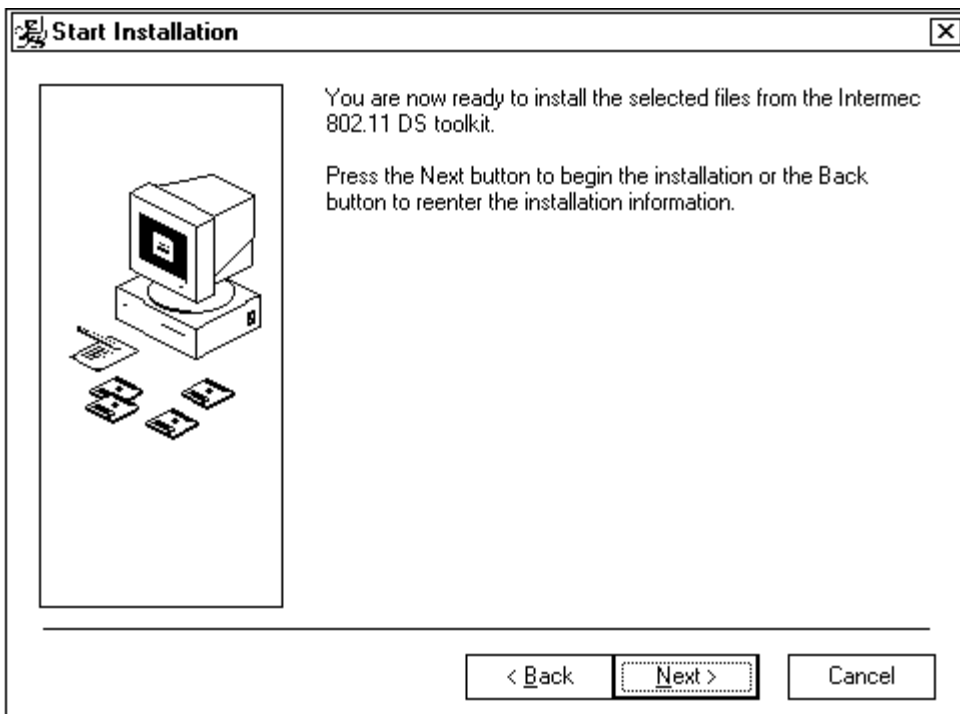 Start Installation
You are now ready to install the selected files from the Intermec
802.11 DS toolkit.
Press the Next button to begin the installation or the Back
button to reenter the installation information.
< Back
Next >
Cancel